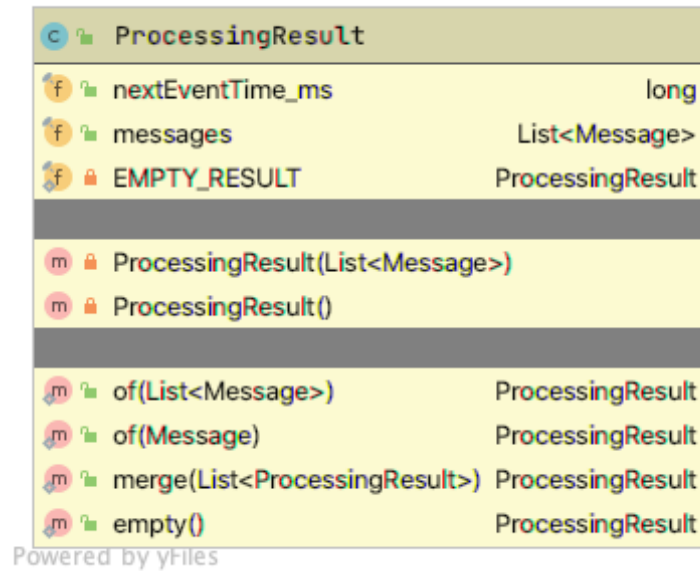 C ProcessingResult
f nextEventTime_ms long
f messages List<Message>
f EMPTY_RESULT ProcessingResult
m ProcessingResult(List<Message>)
m ProcessingResult()
m of(List<Message>) ProcessingResult
m of(Message) ProcessingResult
m merge(List<ProcessingResult>) ProcessingResult
m empty() ProcessingResult
Powered by yFiles